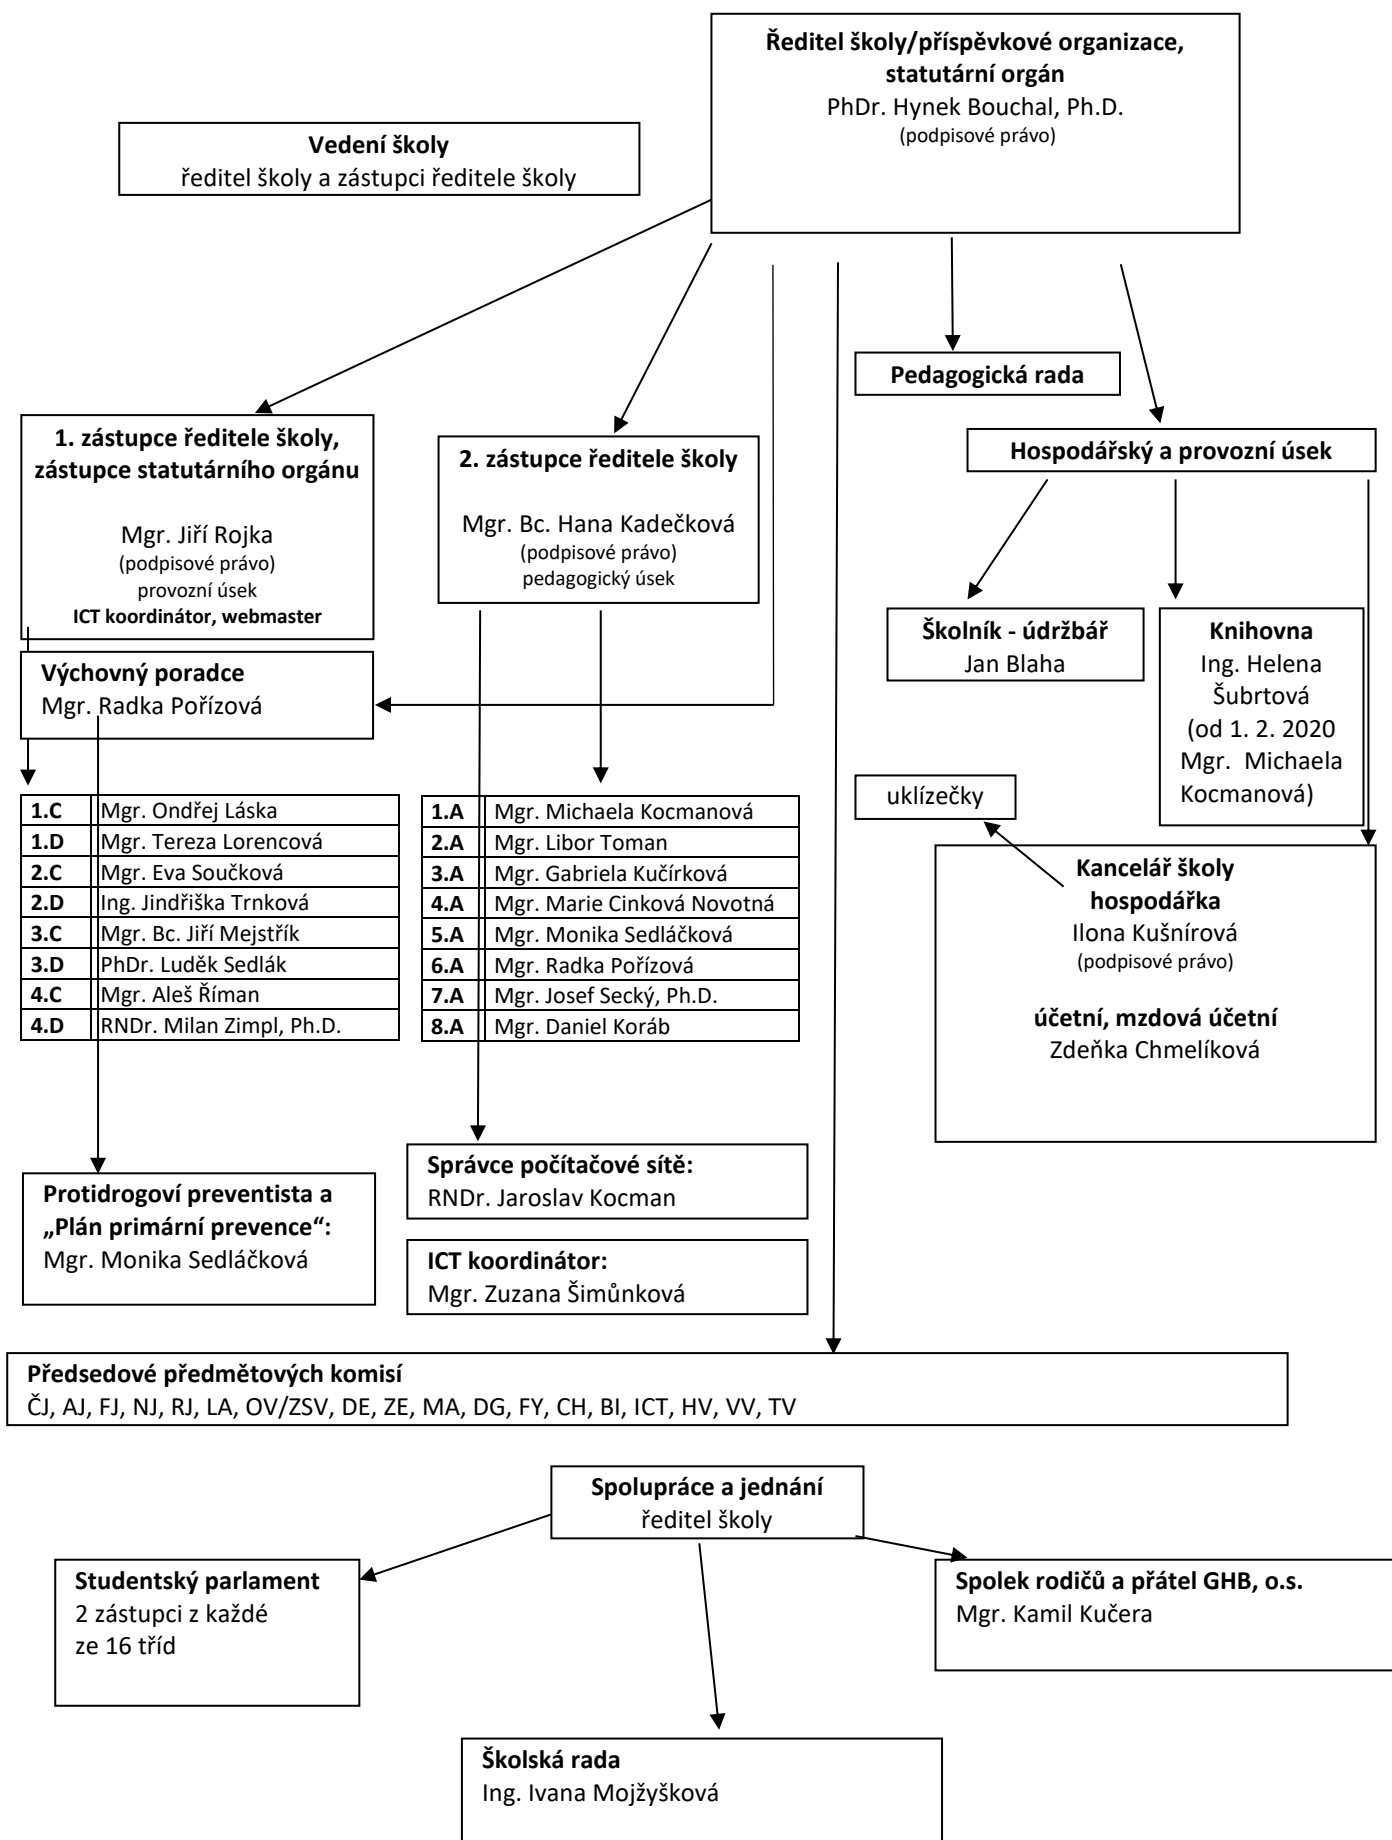 Ředitel školy/příspěvkové organizace,
statutární orgán
PhDr. Hynek Bouchal, Ph.D.
(podpisové právo)
Vedení školy
ředitel školy a zástupci ředitele školy
Pedagogická rada
1. zástupce ředitele školy,
zástupce statutárního orgánu
Mgr. Jiří Rojka
(podpisové právo)
provozní úsek
ICT koordinátor, webmaster
2. zástupce ředitele školy
Mgr. Bc. Hana Kadečková
(podpisové právo)
pedagogický úsek
Hospodářský a provozní úsek
Školník - údržbář
Jan Blaha
Knihovna
Ing. Helena
Šubrtová
(od 1. 2. 2020
Mgr. Michaela
Kocmanová)
Výchovný poradce
Mgr. Radka Pořízová
uklízečky
1.C Mgr. Ondřej Láska
1.D Mgr. Tereza Lorencová
2.C Mgr. Eva Součková
2.D Ing. Jindřiška Trnková
3.C Mgr. Bc. Jiří Mejstřík
3.D PhDr. Luděk Sedlák
4.C Mgr. Aleš Říman
4.D RNDr. Milan Zimpl, Ph.D.
1.A Mgr. Michaela Kocmanová
2.A Mgr. Libor Toman
3.A Mgr. Gabriela Kučírková
4.A Mgr. Marie Cinková Novotná
5.A Mgr. Monika Sedláčková
6.A Mgr. Radka Pořízová
7.A Mgr. Josef Secký, Ph.D.
8.A Mgr. Daniel Koráb
Kancelář školy
hospodářka
Ilona Kušnírová
(podpisové právo)
účetní, mzdová účetní
Zdeňka Chmelíková
Protidrogoví preventista a
„Plán primární prevence“:
Mgr. Monika Sedláčková
Správce počítačové sítě:
RNDr. Jaroslav Kocman
ICT koordinátor:
Mgr. Zuzana Šimůnková
Předsedové předmětových komisí
ČJ, AJ, FJ, NJ, RJ, LA, OV/ZSV, DE, ZE, MA, DG, FY, CH, BI, ICT, HV, VV, TV
Spolupráce a jednání
ředitel školy
Studentský parlament
2 zástupci z každé
ze 16 tříd
Spolek rodičů a přátel GHB, o.s.
Mgr. Kamil Kučera
Školská rada
Ing. Ivana Mojžyšková